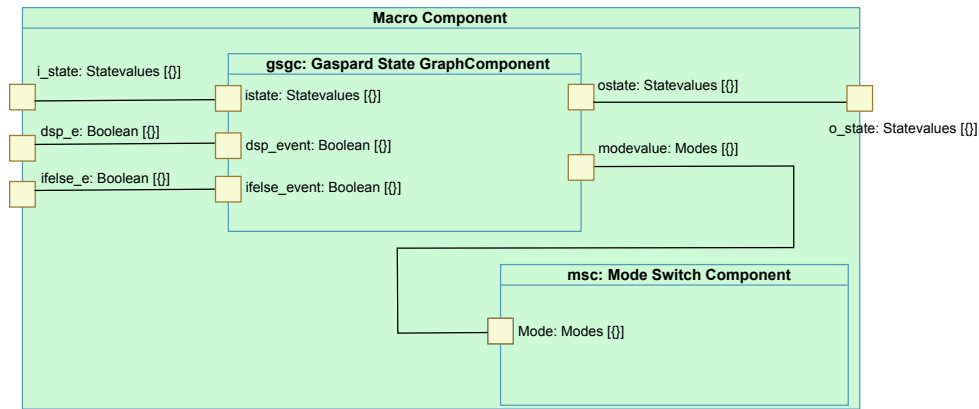 Macro Component
i_state: Statevalues [{}]
gsgc: Gaspard State GraphComponent
istate: Statevalues [{}]
ostate: Statevalues [{}]
dsp_e: Boolean [{}]
o_state: Statevalues [{}]
dsp_event: Boolean [{}]
modevalue: Modes [{}]
ifelse_e: Boolean [{}]
ifelse_event: Boolean [{}]
msc: Mode Switch Component
Mode: Modes [{}]